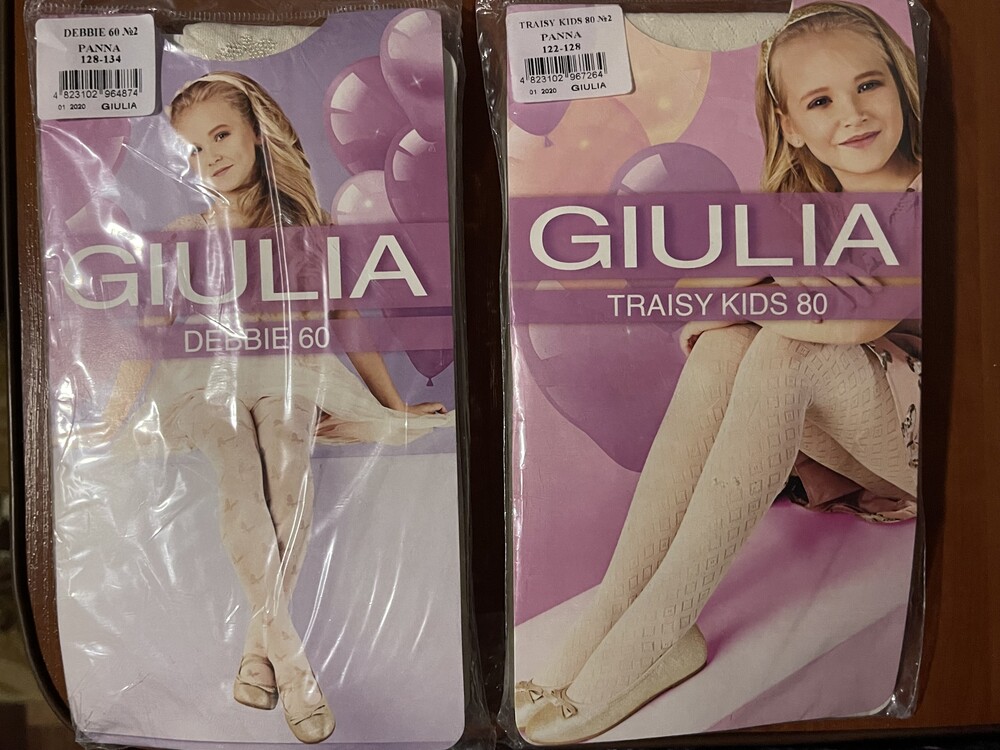 DEBBIE 60 №2
PANNA
128-134
4 823102 964874
01 2020 GIULIA
GIULIA
DEBBIE 60
TRAISY KIDS 80 №2
PANNA
122-128
4 823102 967264
01 2020 GIULIA
GIULIA
TRAISY KIDS 80